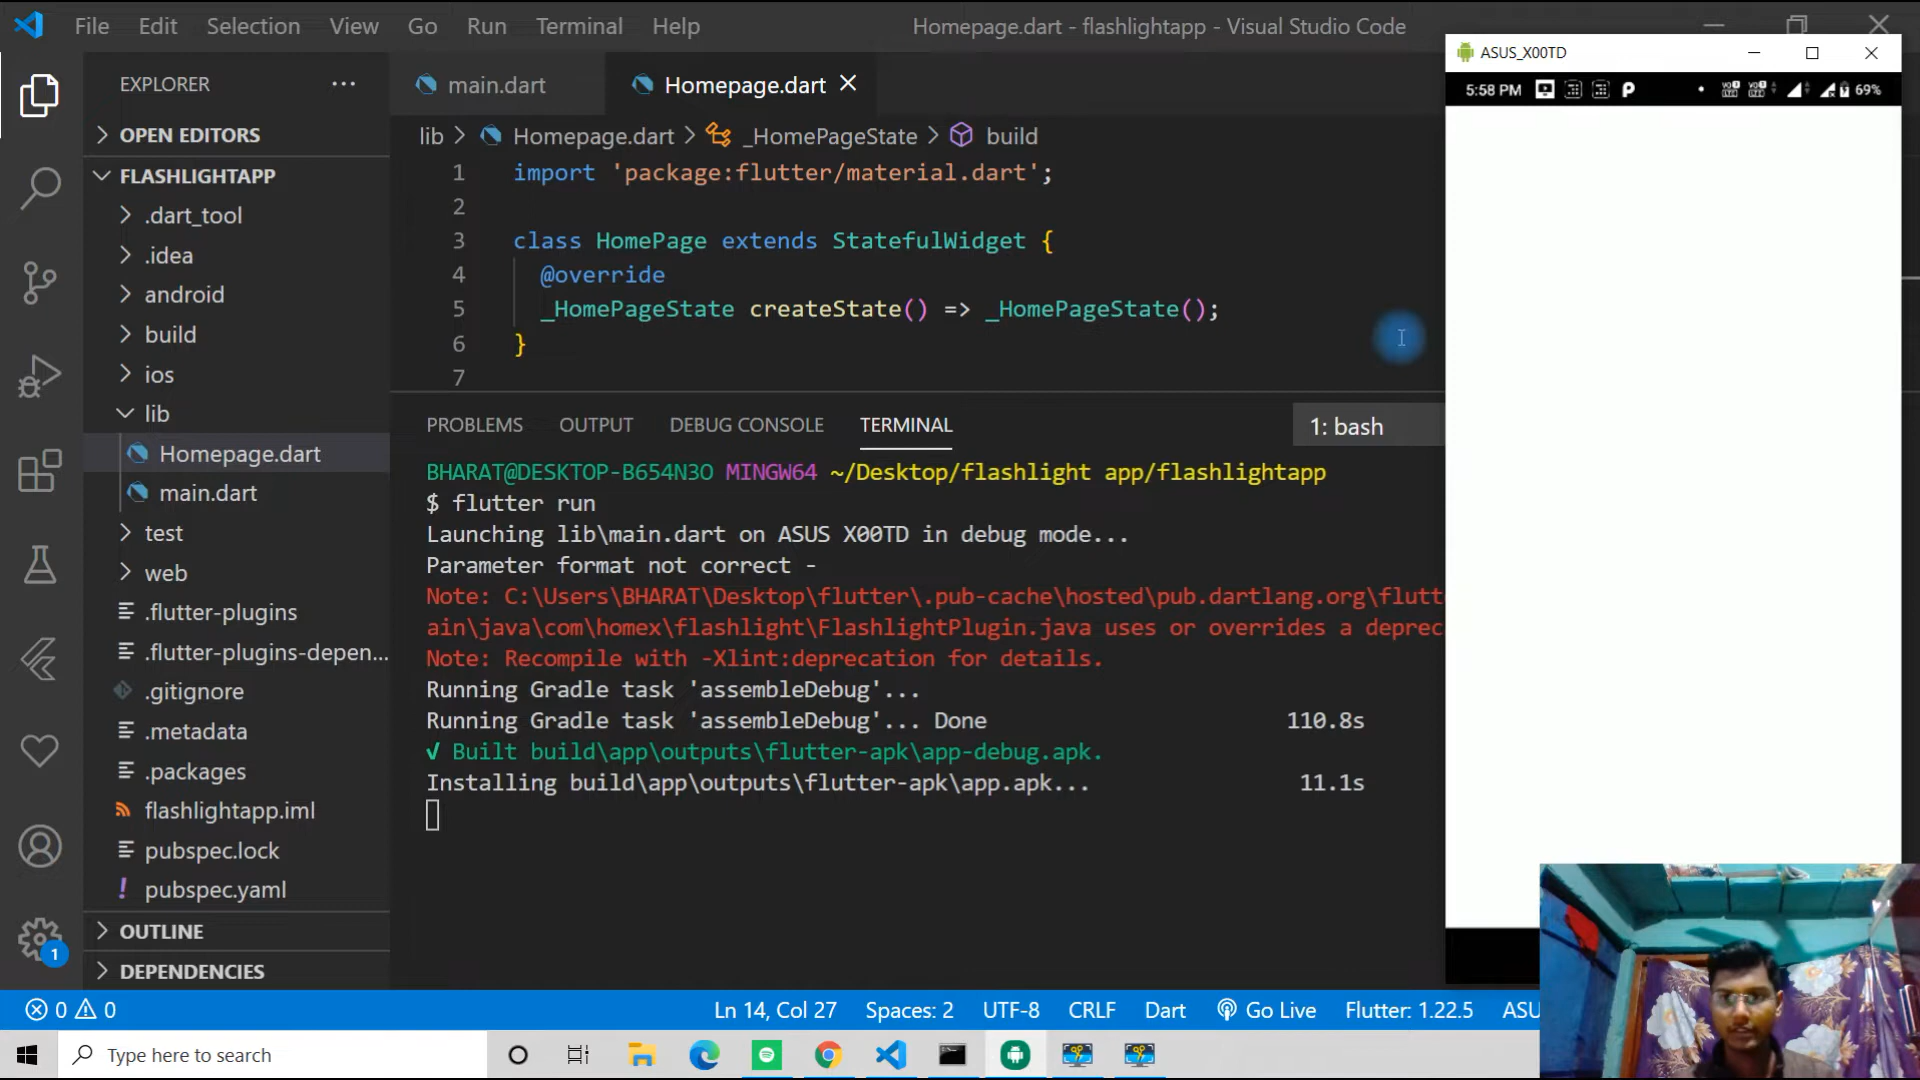 File Edit Selection View Go Run Terminal Help
Homepage.dart - flashlightapp - Visual Studio Code
EXPLORER
OPEN EDITORS
FLASHLIGHTAPP
.dart_tool
.idea
android
build
ios
lib
Homepage.dart
main.dart
test
web
.flutter-plugins
.flutter-plugins-depen...
.gitignore
.metadata
.packages
flashlightapp.iml
pubspec.lock
pubspec.yaml
OUTLINE
DEPENDENCIES
1
main.dart Homepage.dart
lib > Homepage.dart > _HomePageState > build
1 import 'package:flutter/material.dart';
2
3 class HomePage extends StatefulWidget {
4 @override
5 _HomePageState createState() => _HomePageState();
6 }
7
PROBLEMS OUTPUT DEBUG CONSOLE TERMINAL 1: bash
BHARAT@DESKTOP-B654N3O MINGW64 ~/Desktop/flashlight app/flashlightapp
$ flutter run
Launching lib\main.dart on ASUS X00TD in debug mode...
Parameter format not correct -
Note: C:\Users\BHARAT\Desktop\flutter\.pub-cache\hosted\pub.dartlang.org\flutt
ain\java\com\homex\flashlight\FlashlightPlugin.java uses or overrides a deprec
Note: Recompile with -Xlint:deprecation for details.
Running Gradle task 'assembleDebug'...
Running Gradle task 'assembleDebug'... Done 110.8s
√ Built build\app\outputs\flutter-apk\app-debug.apk.
Installing build\app\outputs\flutter-apk\app.apk... 11.1s
ASUS_X00TD
5:58 PM 69%
0 0 Ln 14, Col 27 Spaces: 2 UTF-8 CRLF Dart Go Live Flutter: 1.22.5 ASU
Type here to search